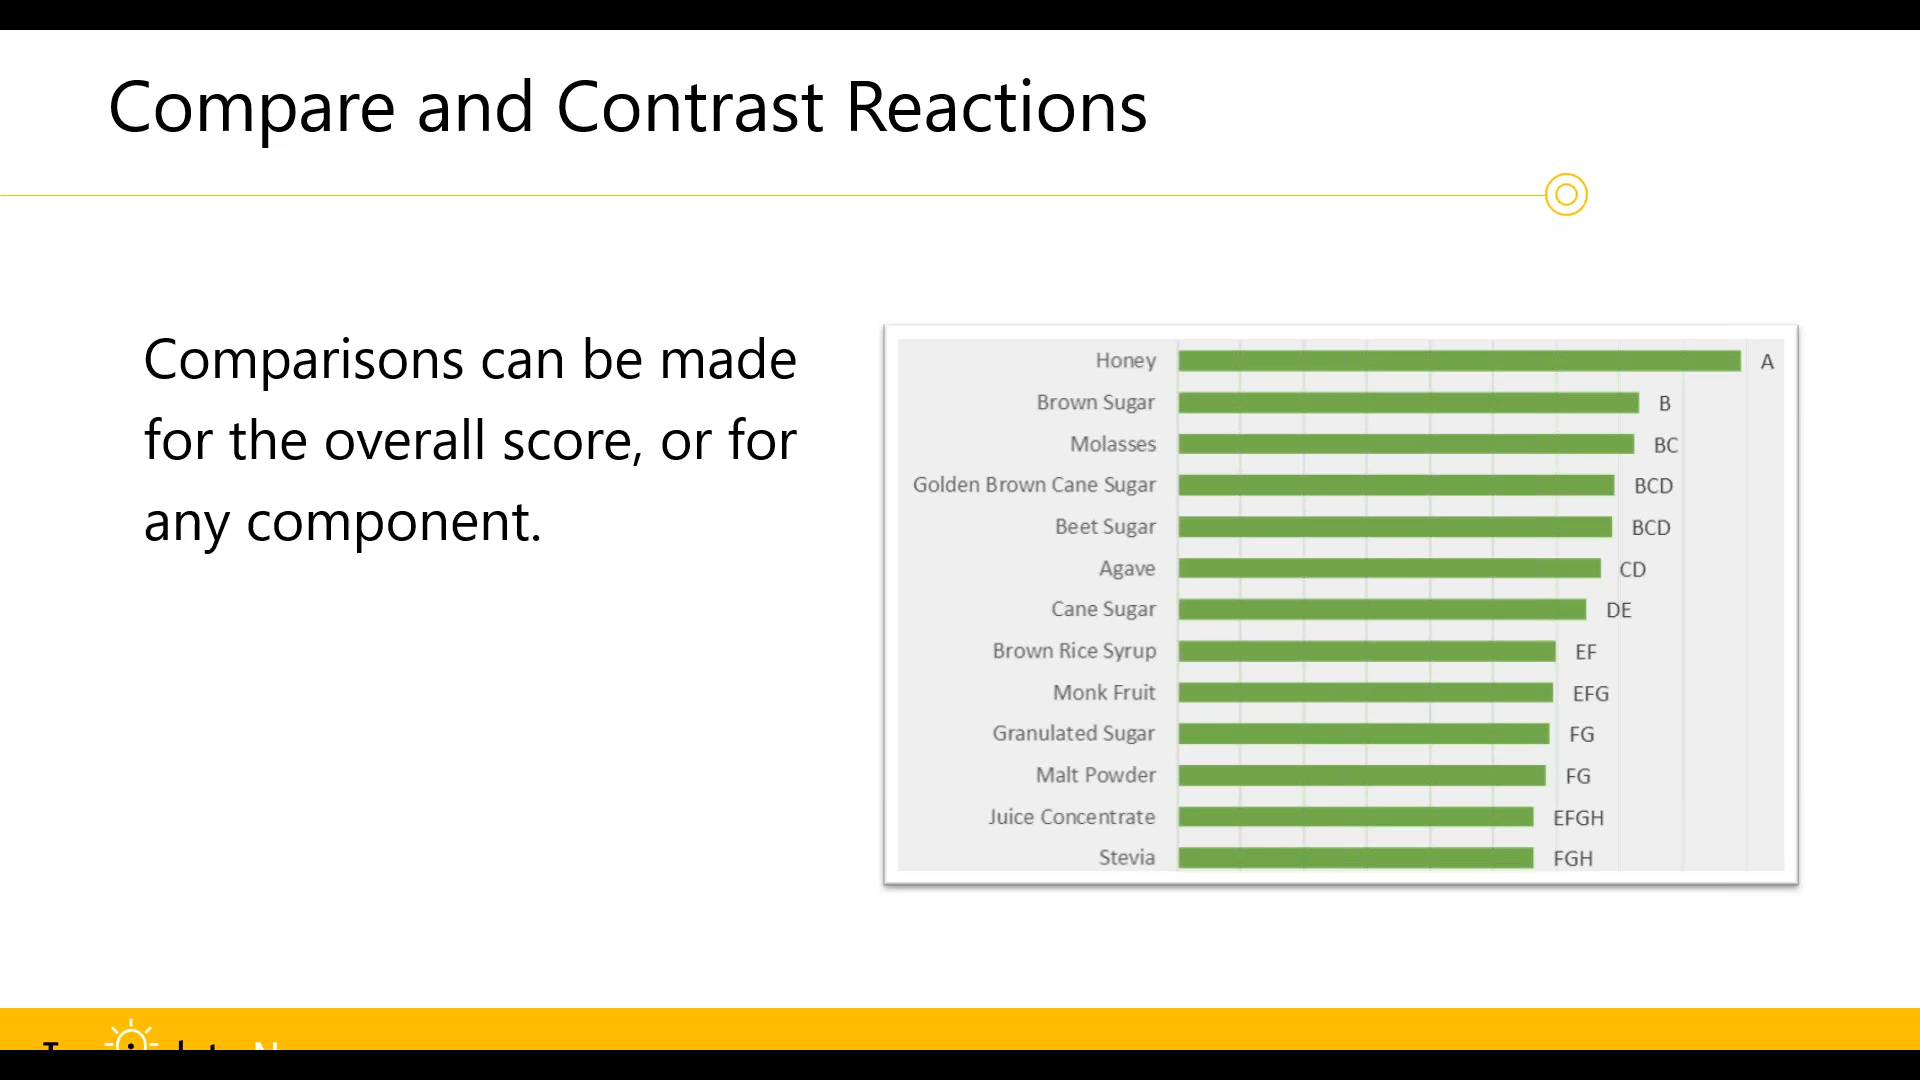 Compare and Contrast Reactions
Comparisons can be made
for the overall score, or for
any component.
Honey A
Brown Sugar B
Molasses BC
Golden Brown Cane Sugar BCD
Beet Sugar BCD
Agave CD
Cane Sugar DE
Brown Rice Syrup EF
Monk Fruit EFG
Granulated Sugar FG
Malt Powder FG
Juice Concentrate EFGH
Stevia FGH